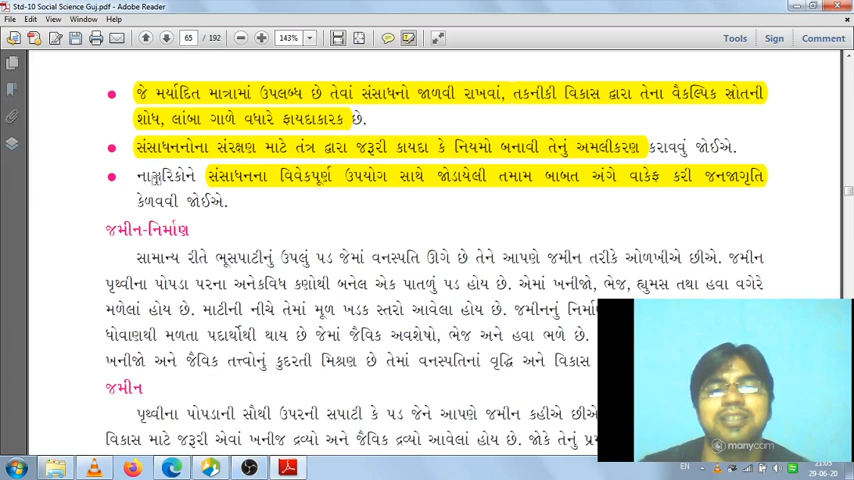 Std-10 Social Science Guj.pdf - Adobe Reader
File Edit View Window Help
65 / 192 143% Tools Sign Comment
જે મર્યાદિત માત્રામાં ઉપલબ્ધ છે તેવાં સંસાધનો જાળવી રાખવાં, તકનીકી વિકાસ દ્વારા તેના વૈકલ્પિક સ્રોતની
શોધ, લાંબા ગાળે વધારે ફાયદાકારક છે.
સંસાધનનોના સંરક્ષણ માટે તંત્ર દ્વારા જરૂરી કાયદા કે નિયમો બનાવી તેનું અમલીકરણ કરાવવું જોઈએ.
નાગરિકોને સંસાધનના વિવેકપૂર્ણ ઉપયોગ સાથે જોડાયેલી તમામ બાબત અંગે વાકેફ કરી જનજાગૃતિ
કેળવવી જોઈએ.
જમીન-નિર્માણ
સામાન્ય રીતે ભૂસપાટીનું ઉપલું પડ જેમાં વનસ્પતિ ઊગે છે તેને આપણે જમીન તરીકે ઓળખીએ છીએ. જમીન
પૃથ્વીના પોપડા પરના અનેકવિધ કણોથી બનેલ એક પાતળું પડ હોય છે. એમાં ખનીજો, ભેજ, હ્યુમસ તથા હવા વગેરે
મળેલાં હોય છે. માટીની નીચે તેમાં મૂળ ખડક સ્તરો આવેલા હોય છે. જમીનનું નિર્મા
ધોવાણથી મળતા પદાર્થોથી થાય છે જેમાં જૈવિક અવશેષો, ભેજ અને હવા ભળે છે.
ખનીજો અને જૈવિક તત્ત્વોનું કુદરતી મિશ્રણ છે તેમાં વનસ્પતિનાં વૃદ્ધિ અને વિકાસ
જમીન
પૃથ્વીના પોપડાની સૌથી ઉપરની સપાટી કે પડ જેને આપણે જમીન કહીએ છીએ
વિકાસ માટે જરૂરી એવાં ખનીજ દ્રવ્યો અને જૈવિક દ્રવ્યો આવેલાં હોય છે. જોકે તેનું પ્રમ
manycam
EN 21:05
29-06-20